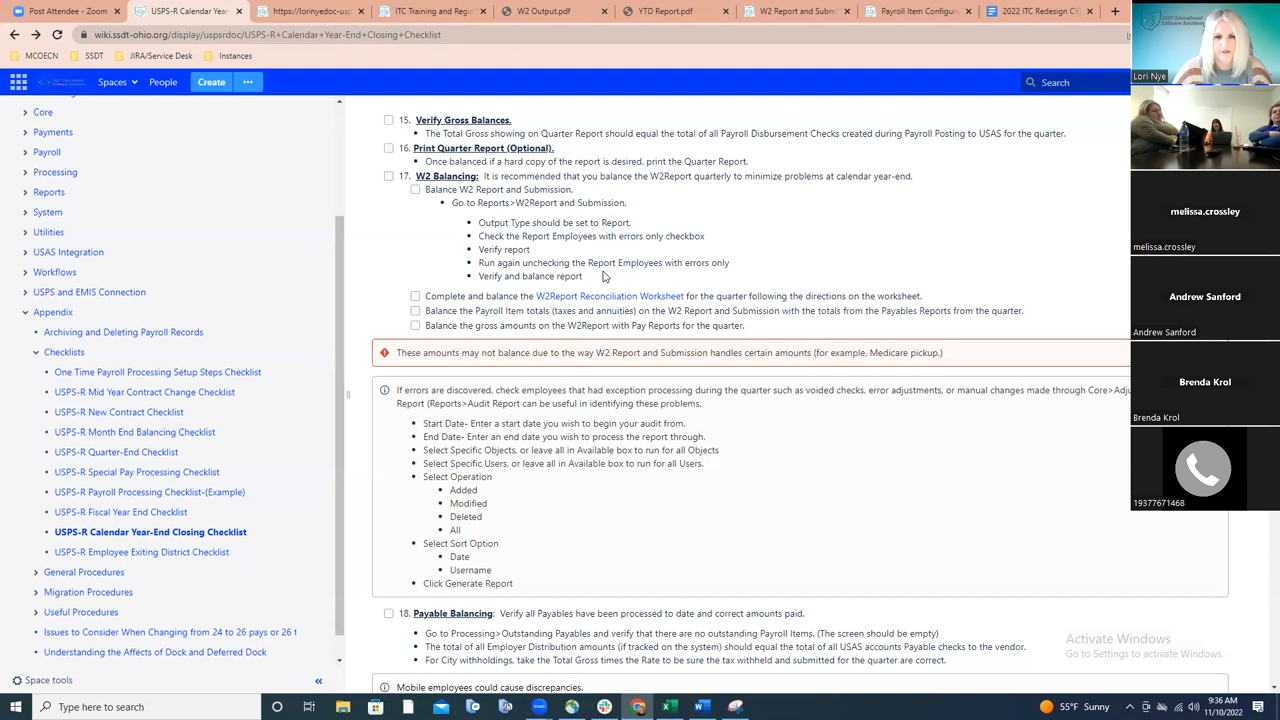 Post Attendee - Zoom
USPS-R Calendar Year-E
https://lorinyedoc-usps
ITC Training and Reg
W2 Output.pdf
YTD Report.pdf
W2 Report and Subm
Payroll Item Configur
2022 ITC Redesign CY
wiki.ssdt-ohio.org/display/uspsrdoc/USPS-R+Calendar+Year-End+Closing+Checklist
MCOECN
SSDT
JIRA/Service Desk
Instances
Spaces
People
Create
Search
Core
Payments
Payroll
Processing
Reports
System
Utilities
USAS Integration
Workflows
USPS and EMIS Connection
Appendix
Archiving and Deleting Payroll Records
Checklists
One Time Payroll Processing Setup Steps Checklist
USPS-R Mid Year Contract Change Checklist
USPS-R New Contract Checklist
USPS-R Month End Balancing Checklist
USPS-R Quarter-End Checklist
USPS-R Special Pay Processing Checklist
USPS-R Payroll Processing Checklist-(Example)
USPS-R Fiscal Year End Checklist
USPS-R Calendar Year-End Closing Checklist
USPS-R Employee Exiting District Checklist
General Procedures
Migration Procedures
Useful Procedures
Issues to Consider When Changing from 24 to 26 pays or 26 t
Understanding the Affects of Dock and Deferred Dock
Space tools
15. Verify Gross Balances.
The Total Gross showing on Quarter Report should equal the total of all Payroll Disbursement Checks created during Payroll Posting to USAS for the quarter.
16. Print Quarter Report (Optional).
Once balanced if a hard copy of the report is desired, print the Quarter Report.
17. W2 Balancing: It is recommended that you balance the W2Report quarterly to minimize problems at calendar year-end.
Balance W2 Report and Submission.
Go to Reports>W2Report and Submission.
Output Type should be set to Report.
Check the Report Employees with errors only checkbox
Verify report
Run again unchecking the Report Employees with errors only
Verify and balance report
Complete and balance the W2Report Reconciliation Worksheet for the quarter following the directions on the worksheet.
Balance the Payroll Item totals (taxes and annuities) on the W2 Report and Submission with the totals from the Payables Reports from the quarter.
Balance the gross amounts on the W2Report with Pay Reports for the quarter.
These amounts may not balance due to the way W2 Report and Submission handles certain amounts (for example, Medicare pickup.)
If errors are discovered, check employees that had exception processing during the quarter such as voided checks, error adjustments, or manual changes made through Core>Adju
Report (Reports>Audit Report can be useful in identifying these problems.
Start Date- Enter a start date you wish to begin your audit from.
End Date- Enter an end date you wish to process the report through.
Select Specific Objects, or leave all in Available box to run for all Objects
Select Specific Users, or leave all in Available box to run for all Users.
Select Operation
Added
Modified
Deleted
All
Select Sort Option
Date
Username
Click Generate Report
18. Payable Balancing: Verify all Payables have been processed to date and correct amounts paid.
Go to Processing>Outstanding Payables and verify that there are no outstanding Payroll Items. (The screen should be empty)
The total of all Employer Distribution amounts (if tracked on the system) should equal the total of all USAS accounts Payable checks to the vendor.
For City withholdings, take the Total Gross times the Rate to be sure the tax withheld and submitted for the quarter are correct.
Mobile employees could cause discrepancies.
Activate Windows
Go to Settings to activate Windows.
Lori Nye
melissa.crossley
melissa.crossley
Andrew Sanford
Andrew Sanford
Brenda Krol
Brenda Krol
19377671468
Type here to search
55°F Sunny
9:36 AM
11/10/2022